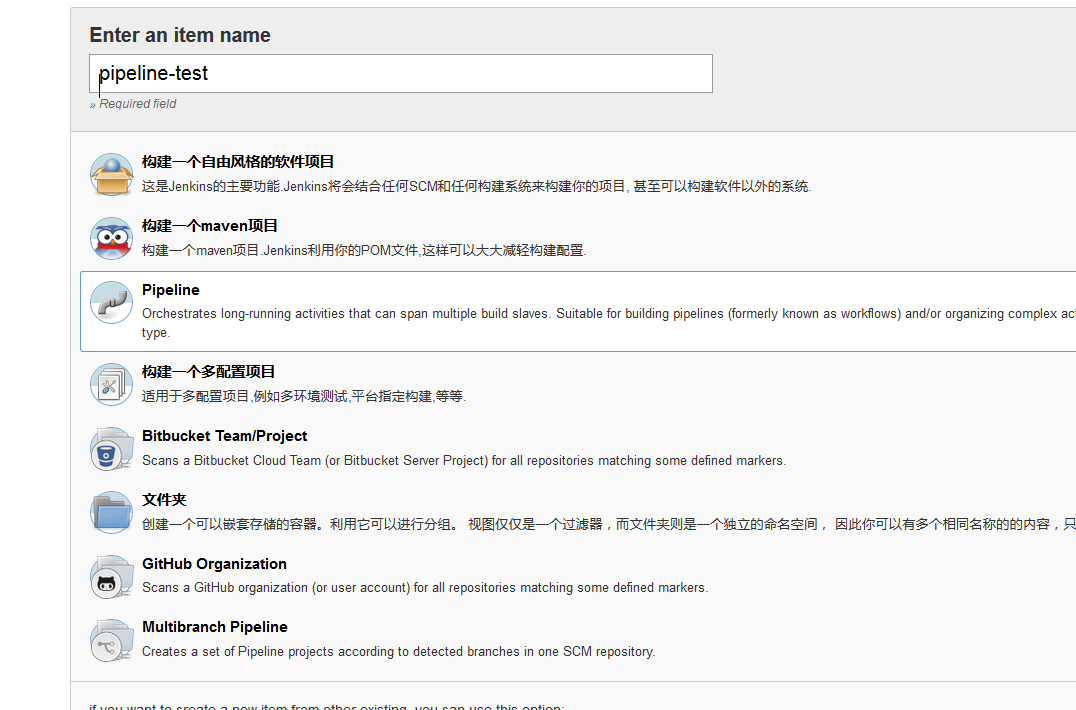 Enter an item name
pipeline-test
» Required field
构建一个自由风格的软件项目
这是Jenkins的主要功能.Jenkins将会结合任何SCM和任何构建系统来构建你的项目, 甚至可以构建软件以外的系统.
构建一个maven项目
构建一个maven项目.Jenkins利用你的POM文件,这样可以大大减轻构建配置.
Pipeline
Orchestrates long-running activities that can span multiple build slaves. Suitable for building pipelines (formerly known as workflows) and/or organizing complex
type.
构建一个多配置项目
适用于多配置项目,例如多环境测试,平台指定构建,等等.
Bitbucket Team/Project
Scans a Bitbucket Cloud Team (or Bitbucket Server Project) for all repositories matching some defined markers.
文件夹
创建一个可以嵌套存储的容器。利用它可以进行分组。 视图仅仅是一个过滤器，而文件夹则是一个独立的命名空间， 因此你可以有多个相同名称的的内容，只
GitHub Organization
Scans a GitHub organization (or user account) for all repositories matching some defined markers.
Multibranch Pipeline
Creates a set of Pipeline projects according to detected branches in one SCM repository.
if you want to create a new item from other existing, you can use this option: